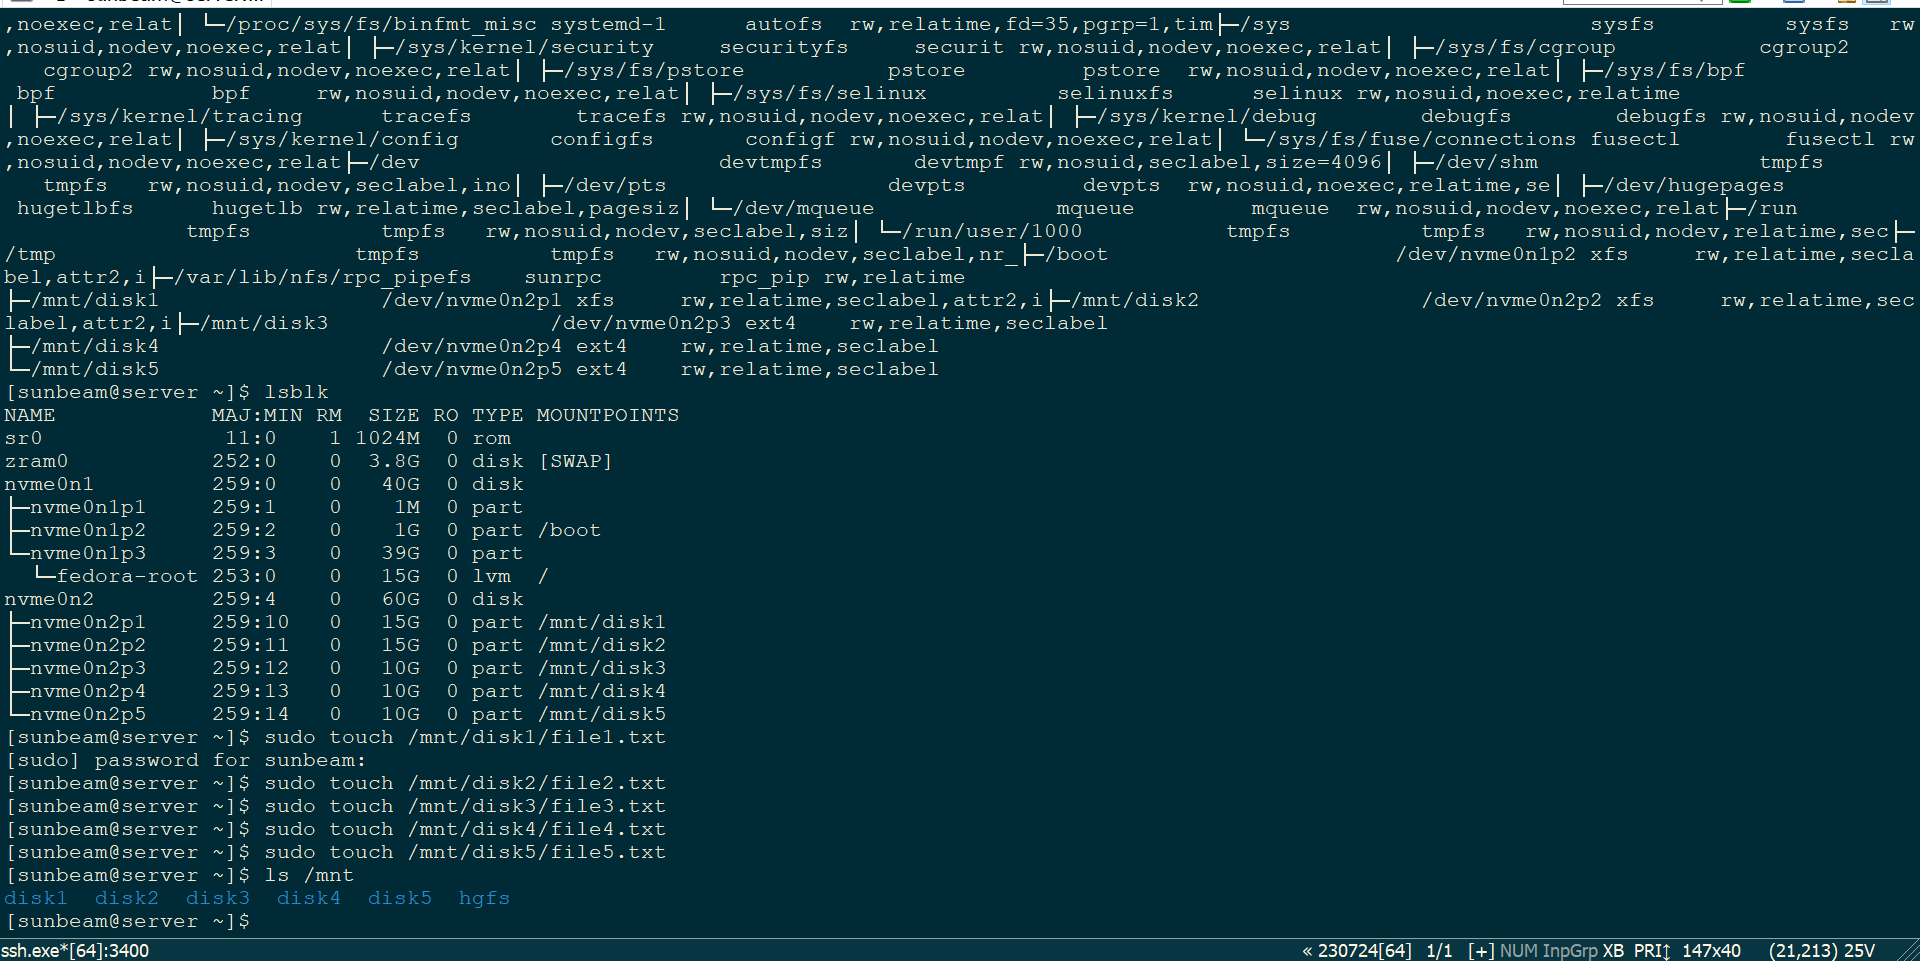 ,noexec,relat│ └─/proc/sys/fs/binfmt_misc systemd-1      autofs  rw,relatime,fd=35,pgrp=1,tim├─/sys                       sysfs          sysfs   rw
,nosuid,nodev,noexec,relat│ ├─/sys/kernel/security     securityfs     securit rw,nosuid,nodev,noexec,relat│ ├─/sys/fs/cgroup           cgroup2
   cgroup2 rw,nosuid,nodev,noexec,relat│ ├─/sys/fs/pstore           pstore         pstore  rw,nosuid,nodev,noexec,relat│ ├─/sys/fs/bpf
 bpf            bpf     rw,nosuid,nodev,noexec,relat│ ├─/sys/fs/selinux          selinuxfs      selinux rw,nosuid,noexec,relatime
│ ├─/sys/kernel/tracing      tracefs        tracefs rw,nosuid,nodev,noexec,relat│ ├─/sys/kernel/debug        debugfs        debugfs rw,nosuid,nodev
,noexec,relat│ ├─/sys/kernel/config       configfs       configf rw,nosuid,nodev,noexec,relat│ └─/sys/fs/fuse/connections fusectl        fusectl rw
,nosuid,nodev,noexec,relat├─/dev                       devtmpfs       devtmpf rw,nosuid,seclabel,size=4096│ ├─/dev/shm                 tmpfs
   tmpfs   rw,nosuid,nodev,seclabel,ino│ ├─/dev/pts                 devpts         devpts  rw,nosuid,noexec,relatime,se│ ├─/dev/hugepages
 hugetlbfs      hugetlb rw,relatime,seclabel,pagesiz│ └─/dev/mqueue              mqueue         mqueue  rw,nosuid,nodev,noexec,relat├─/run
              tmpfs          tmpfs   rw,nosuid,nodev,seclabel,siz│ └─/run/user/1000           tmpfs          tmpfs   rw,nosuid,nodev,relatime,sec├─
/tmp                       tmpfs          tmpfs   rw,nosuid,nodev,seclabel,nr_├─/boot                      /dev/nvme0n1p2 xfs     rw,relatime,secla
bel,attr2,i├─/var/lib/nfs/rpc_pipefs    sunrpc         rpc_pip rw,relatime
├─/mnt/disk1                 /dev/nvme0n2p1 xfs     rw,relatime,seclabel,attr2,i├─/mnt/disk2                 /dev/nvme0n2p2 xfs     rw,relatime,sec
label,attr2,i├─/mnt/disk3                 /dev/nvme0n2p3 ext4    rw,relatime,seclabel
├─/mnt/disk4                 /dev/nvme0n2p4 ext4    rw,relatime,seclabel
└─/mnt/disk5                 /dev/nvme0n2p5 ext4    rw,relatime,seclabel
[sunbeam@server ~]$ lsblk
NAME            MAJ:MIN RM  SIZE RO TYPE MOUNTPOINTS
sr0              11:0    1 1024M  0 rom
zram0           252:0    0  3.8G  0 disk [SWAP]
nvme0n1         259:0    0   40G  0 disk
├─nvme0n1p1     259:1    0    1M  0 part
├─nvme0n1p2     259:2    0    1G  0 part /boot
└─nvme0n1p3     259:3    0   39G  0 part
  └─fedora-root 253:0    0   15G  0 lvm  /
nvme0n2         259:4    0   60G  0 disk
├─nvme0n2p1     259:10   0   15G  0 part /mnt/disk1
├─nvme0n2p2     259:11   0   15G  0 part /mnt/disk2
├─nvme0n2p3     259:12   0   10G  0 part /mnt/disk3
├─nvme0n2p4     259:13   0   10G  0 part /mnt/disk4
└─nvme0n2p5     259:14   0   10G  0 part /mnt/disk5
[sunbeam@server ~]$ sudo touch /mnt/disk1/file1.txt
[sudo] password for sunbeam:
[sunbeam@server ~]$ sudo touch /mnt/disk2/file2.txt
[sunbeam@server ~]$ sudo touch /mnt/disk3/file3.txt
[sunbeam@server ~]$ sudo touch /mnt/disk4/file4.txt
[sunbeam@server ~]$ sudo touch /mnt/disk5/file5.txt
[sunbeam@server ~]$ ls /mnt
disk1  disk2  disk3  disk4  disk5  hgfs
[sunbeam@server ~]$
ssh.exe*[64]:3400 « 230724[64] 1/1 [+] NUM InpGrp XB PRI↕ 147x40 (21,213) 25V